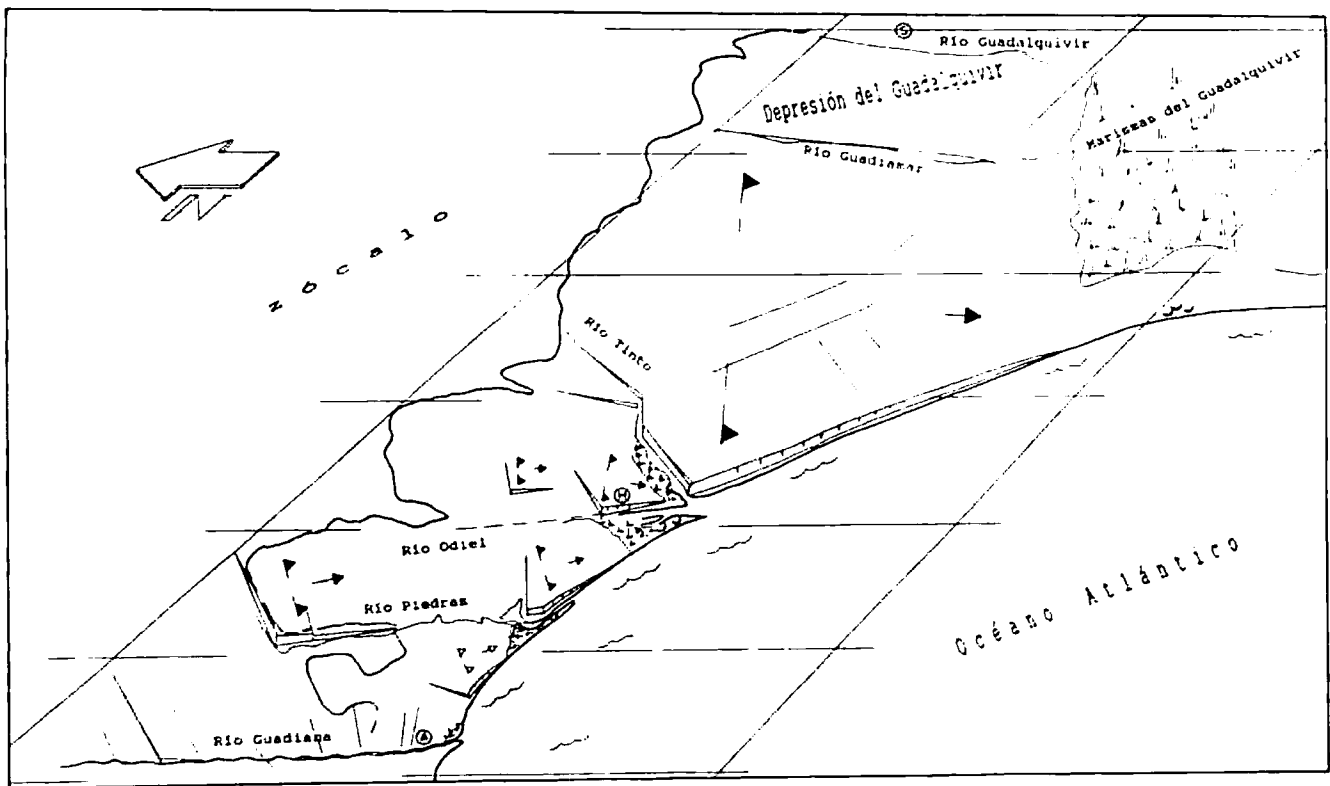 S
Río Guadalquivir
Depresión del Guadalquivir
Marismas del Guadalquivir
Río Guadiamar
N
zócalo
Río Tinto
H
Río Odiel
Río Piedras
Océano Atlántico
Río Guadiana
A